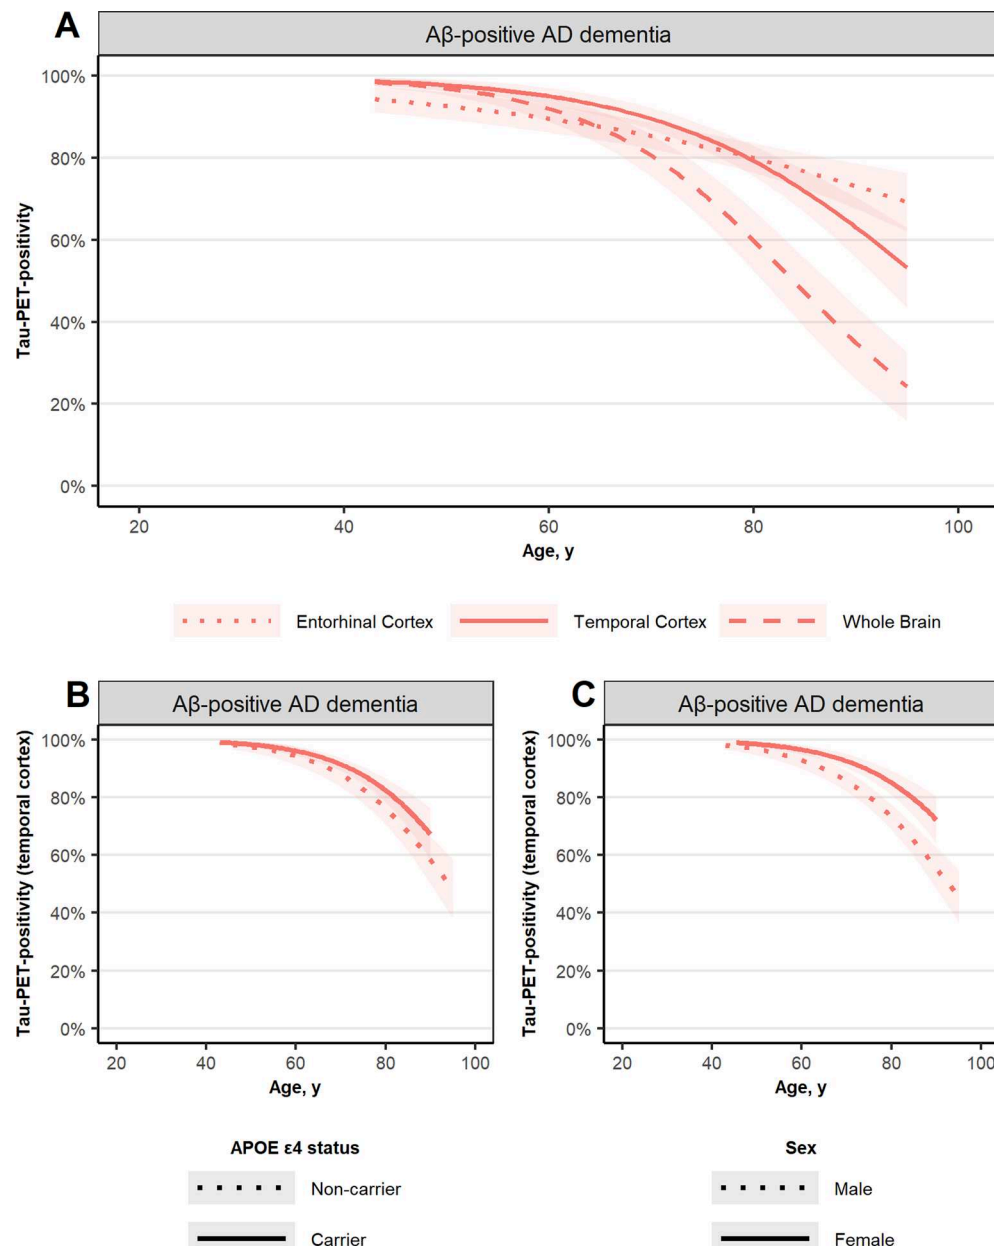 A
Aβ-positive AD dementia
Tau-PET-positivity
100%
80%
60%
40%
20%
0%
20 40 60 80 100
Age, y
Entorhinal Cortex Temporal Cortex Whole Brain
B
Aβ-positive AD dementia
Tau-PET-positivity (temporal cortex)
100%
80%
60%
40%
20%
0%
20 40 60 80 100
Age, y
APOE ε4 status
Non-carrier
Carrier
C
Aβ-positive AD dementia
Tau-PET-positivity (temporal cortex)
100%
80%
60%
40%
20%
0%
20 40 60 80 100
Age, y
Sex
Male
Female